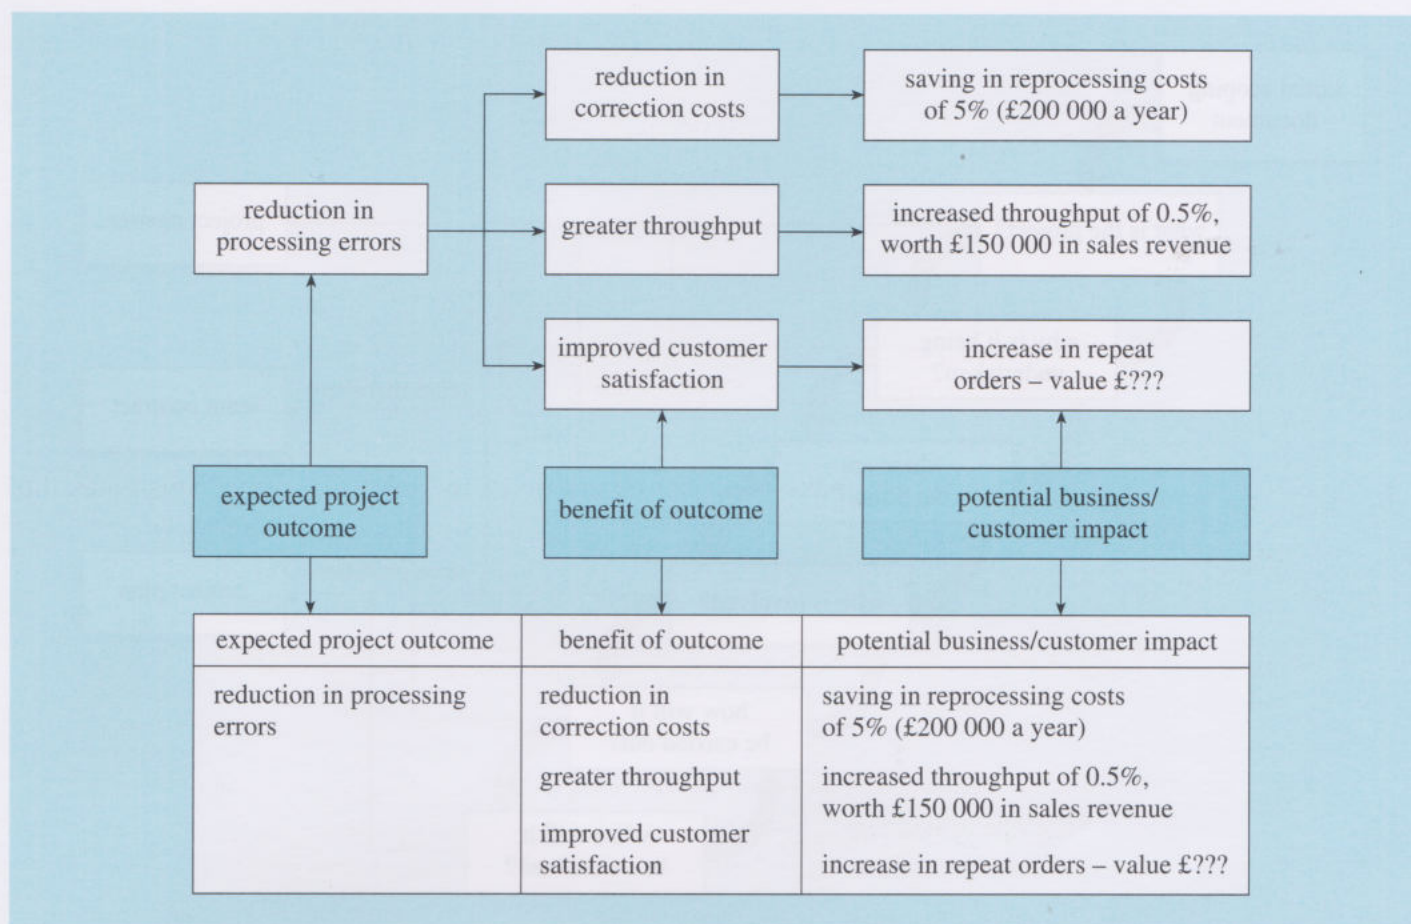 reduction in
correction costs
saving in reprocessing costs
of 5% (£200 000 a year)
reduction in
processing errors
greater throughput
increased throughput of 0.5%,
worth £150 000 in sales revenue
improved customer
satisfaction
increase in repeat
orders – value £???
expected project
outcome
benefit of outcome
potential business/
customer impact
expected project outcome
benefit of outcome
potential business/customer impact
reduction in processing
errors
reduction in
correction costs
saving in reprocessing costs
of 5% (£200 000 a year)
greater throughput
increased throughput of 0.5%,
worth £150 000 in sales revenue
improved customer
satisfaction
increase in repeat orders – value £???